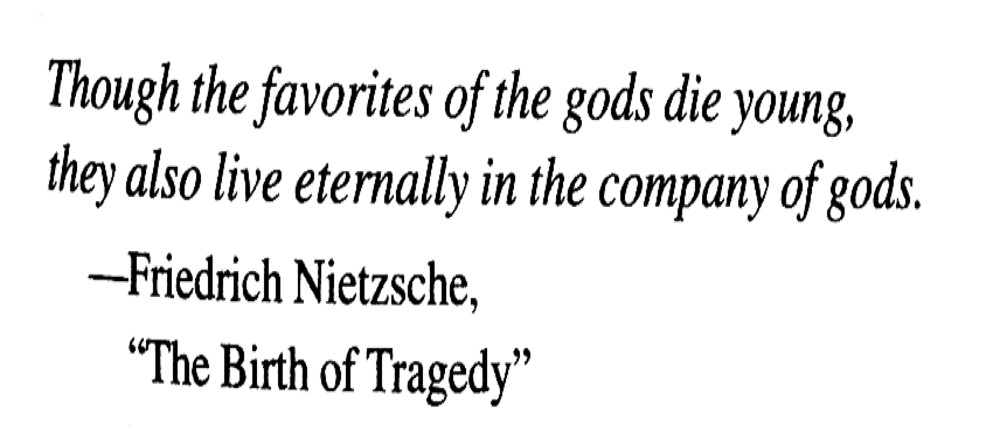 Though the favorites of the gods die young,
they also live eternally in the company of gods.
—Friedrich Nietzsche,
“The Birth of Tragedy”